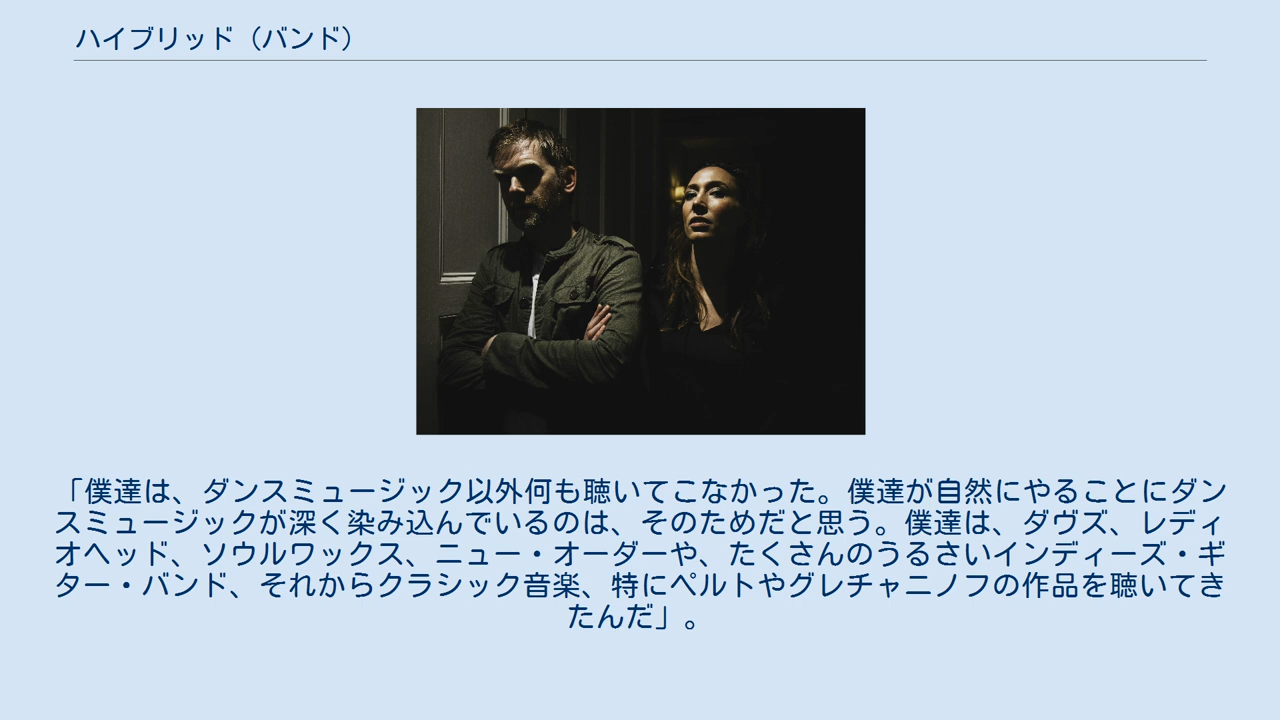 ハイブリッド（バンド）
「僕達は、ダンスミュージック以外何も聴いてこなかった。僕達が自然にやることにダン
スミュージックが深く染み込んでいるのは、そのためだと思う。僕達は、ダヴズ、レディ
オヘッド、ソウルワックス、ニュー・オーダーや、たくさんのうるさいインディーズ・ギ
ター・バンド、それからクラシック音楽、特にペルトやグレチャニノフの作品を聴いてき
たんだ」。